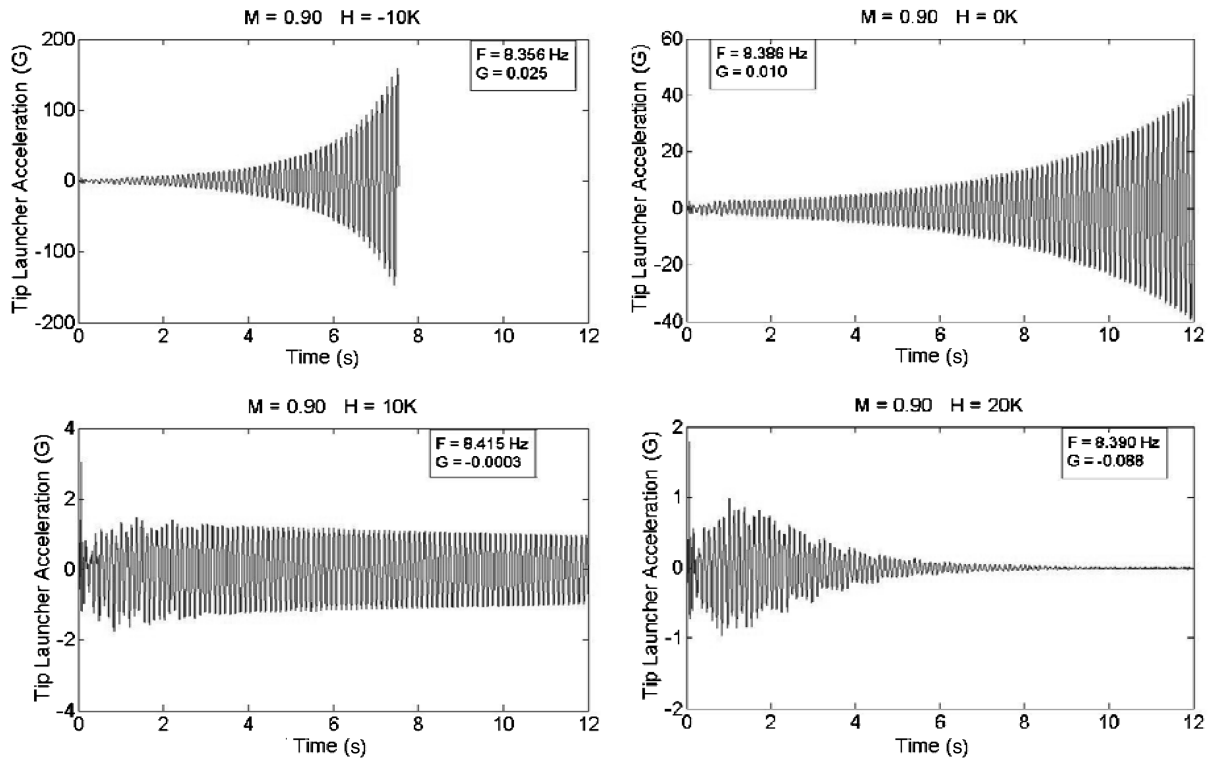 M = 0.90 H = -10K
200
100
0
-100
-200
Tip Launcher Acceleration (G)
F = 8.356 Hz
G = 0.025
0 2 4 6 8 10 12
Time (s)
M = 0.90 H = 0K
60
40
20
0
-20
-40
Tip Launcher Acceleration (G)
F = 8.386 Hz
G = 0.010
0 2 4 6 8 10 12
Time (s)
M = 0.90 H = 10K
4
2
0
-2
-4
Tip Launcher Acceleration (G)
F = 8.415 Hz
G = -0.0003
0 2 4 6 8 10 12
Time (s)
M = 0.90 H = 20K
2
1
0
-1
-2
Tip Launcher Acceleration (G)
F = 8.390 Hz
G = -0.088
0 2 4 6 8 10 12
Time (s)